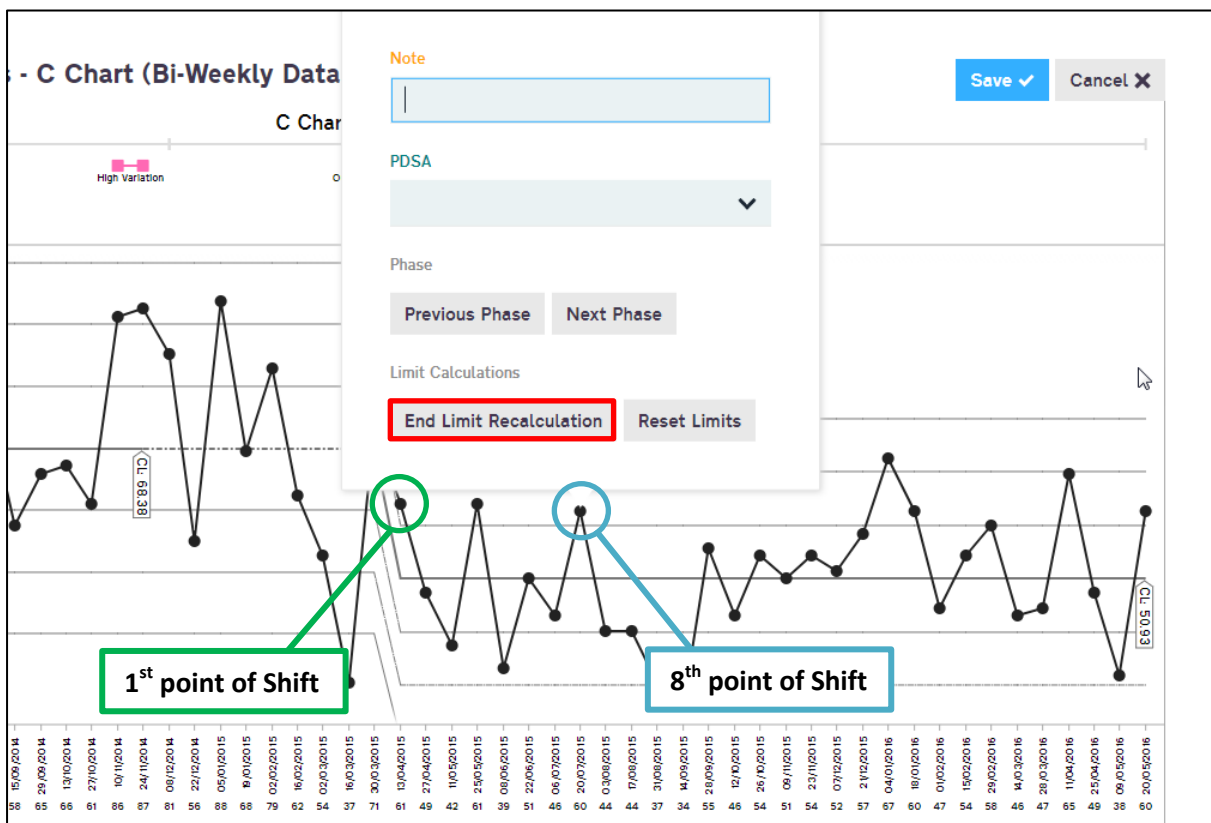 Note
s - C Chart (Bi-Weekly Data
Save
Cancel
C Char
PDSA
High Variation
O
Phase
Previous Phase
Next Phase
Limit Calculations
End Limit Recalculation
Reset Limits
CL: 68.38
CL: 50.93
1st point of Shift
8th point of Shift
15/09/2014 29/09/2014 13/10/2014 27/10/2014 10/11/2014 24/11/2014 08/12/2014 22/12/2014 05/01/2015 19/01/2015 02/02/2015 16/02/2015 02/03/2015 16/03/2015 30/03/2015 13/04/2015 27/04/2015 11/05/2015 25/05/2015 08/06/2015 22/06/2015 06/07/2015 20/07/2015 03/08/2015 17/08/2015 31/08/2015 14/09/2015 28/09/2015 12/10/2015 26/10/2015 09/11/2015 23/11/2015 07/12/2015 21/12/2015 04/01/2016 18/01/2016 01/02/2016 15/02/2016 29/02/2016 14/03/2016 28/03/2016 11/04/2016 25/04/2016 09/05/2016 20/05/2016
58 65 66 61 86 87 81 56 88 68 79 62 54 37 71 61 49 42 61 39 51 46 60 44 44 37 34 55 46 54 51 54 52 57 67 60 47 54 58 46 47 65 49 38 60